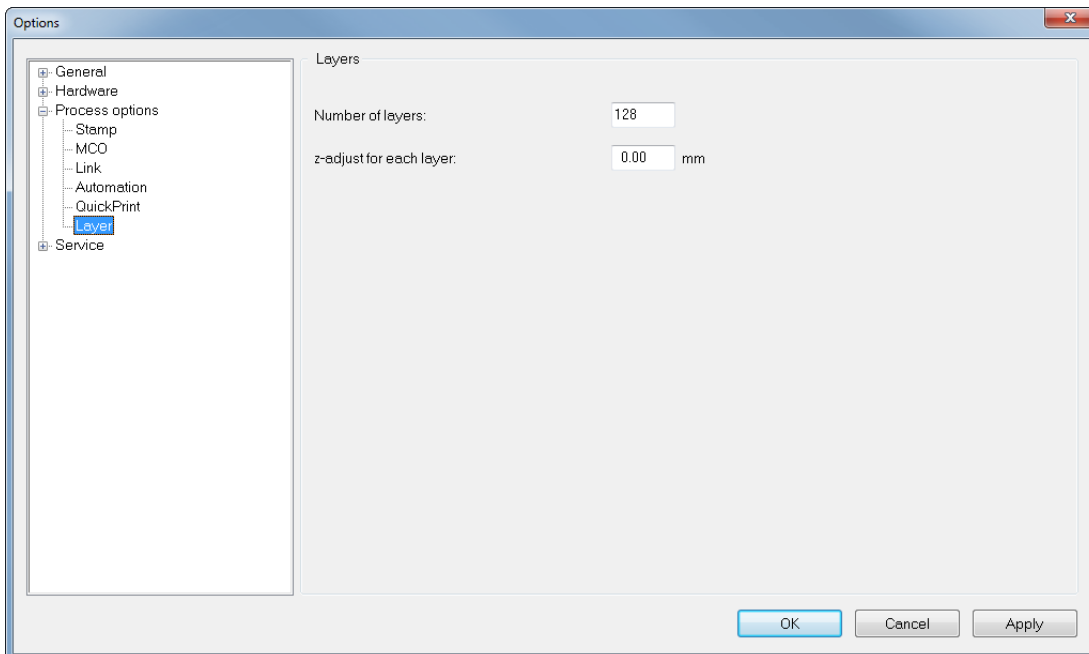 Options
General
Hardware
Process options
Stamp
MCO
Link
Automation
QuickPrint
Layer
Service
Layers
Number of layers: 128
z-adjust for each layer: 0.00 mm
OK Cancel Apply